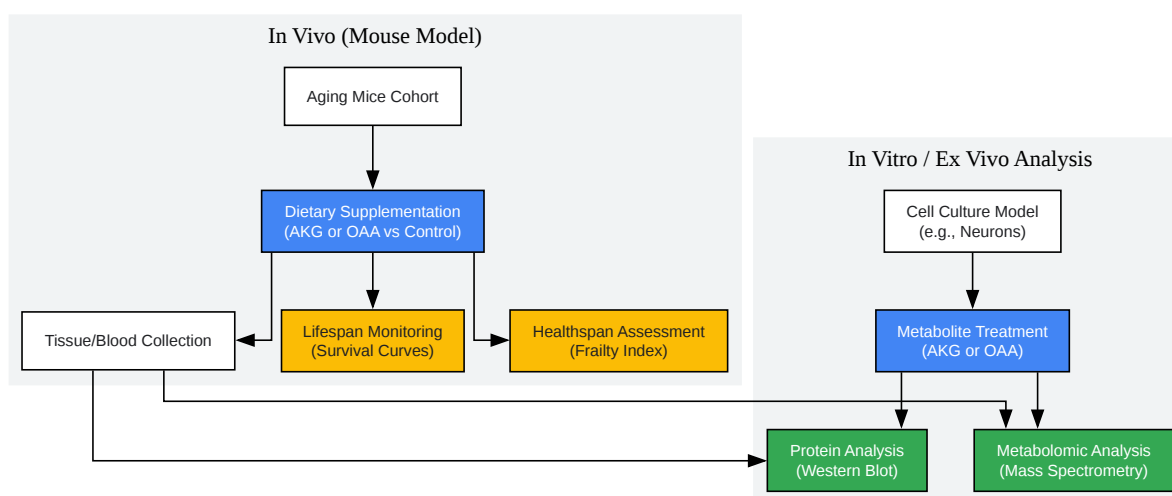 In Vivo (Mouse Model)
Aging Mice Cohort
Dietary Supplementation
(AKG or OAA vs Control)
Tissue/Blood Collection
Lifespan Monitoring
(Survival Curves)
Healthspan Assessment
(Frailty Index)
In Vitro / Ex Vivo Analysis
Cell Culture Model
(e.g., Neurons)
Metabolite Treatment
(AKG or OAA)
Protein Analysis
(Western Blot)
Metabolomic Analysis
(Mass Spectrometry)